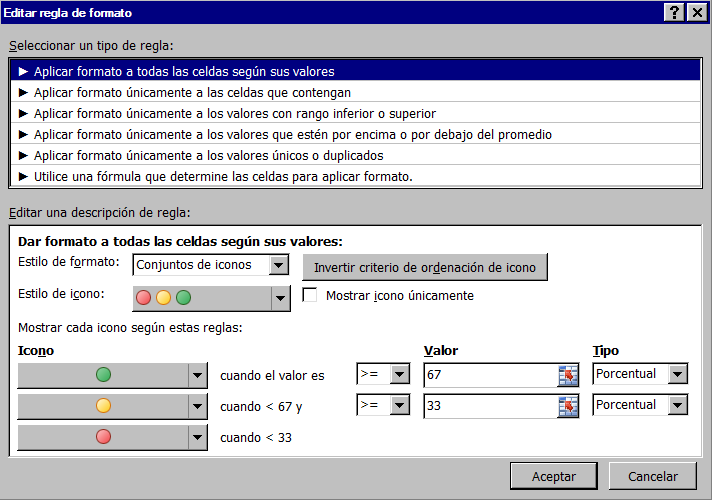 Editar regla de formato
Seleccionar un tipo de regla:
► Aplicar formato a todas las celdas según sus valores
► Aplicar formato únicamente a las celdas que contengan
► Aplicar formato únicamente a los valores con rango inferior o superior
► Aplicar formato únicamente a los valores que estén por encima o por debajo del promedio
► Aplicar formato únicamente a los valores únicos o duplicados
► Utilice una fórmula que determine las celdas para aplicar formato.
Editar una descripción de regla:
Dar formato a todas las celdas según sus valores:
Estilo de formato: Conjuntos de iconos Invertir criterio de ordenación de icono
Estilo de icono: Mostrar icono únicamente
Mostrar cada icono según estas reglas:
Icono Valor Tipo
cuando el valor es >= 67 Porcentual
cuando < 67 y >= 33 Porcentual
cuando < 33
Aceptar Cancelar